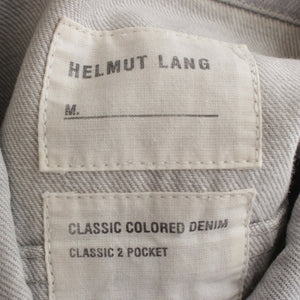 HELMUT LANG
M.
CLASSIC COLORED DENIM
CLASSIC 2 POCKET